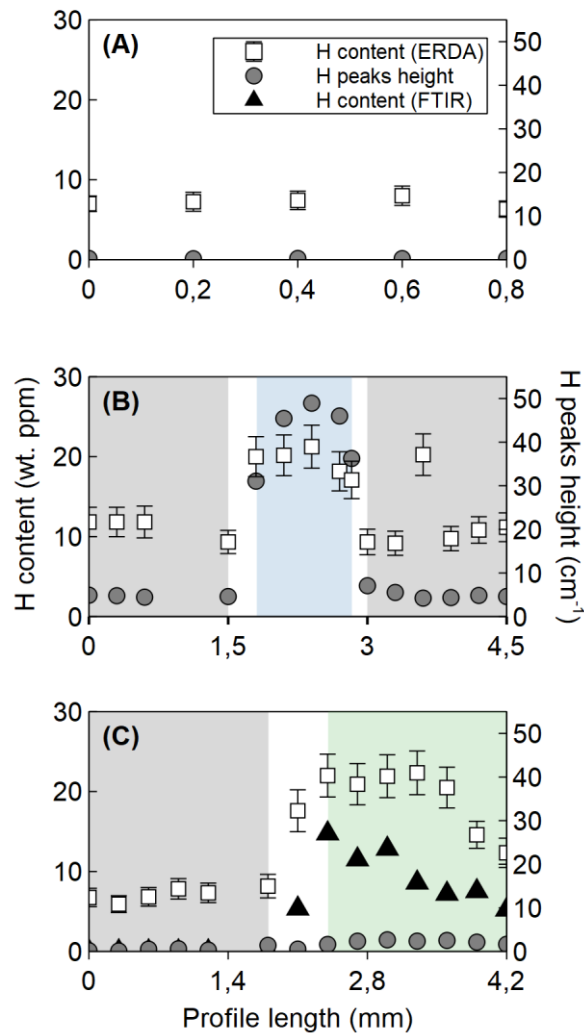 (A)
H content (ERDA)
H peaks height
H content (FTIR)
30
20
10
0
50
40
30
20
10
0
0 0,2 0,4 0,6 0,8
(B)
30
20
10
0
50
40
30
20
10
0
0 1,5 3 4,5
H content (wt. ppm)
H peaks height (cm⁻¹)
(C)
30
20
10
0
50
40
30
20
10
0
0 1,4 2,8 4,2
Profile length (mm)